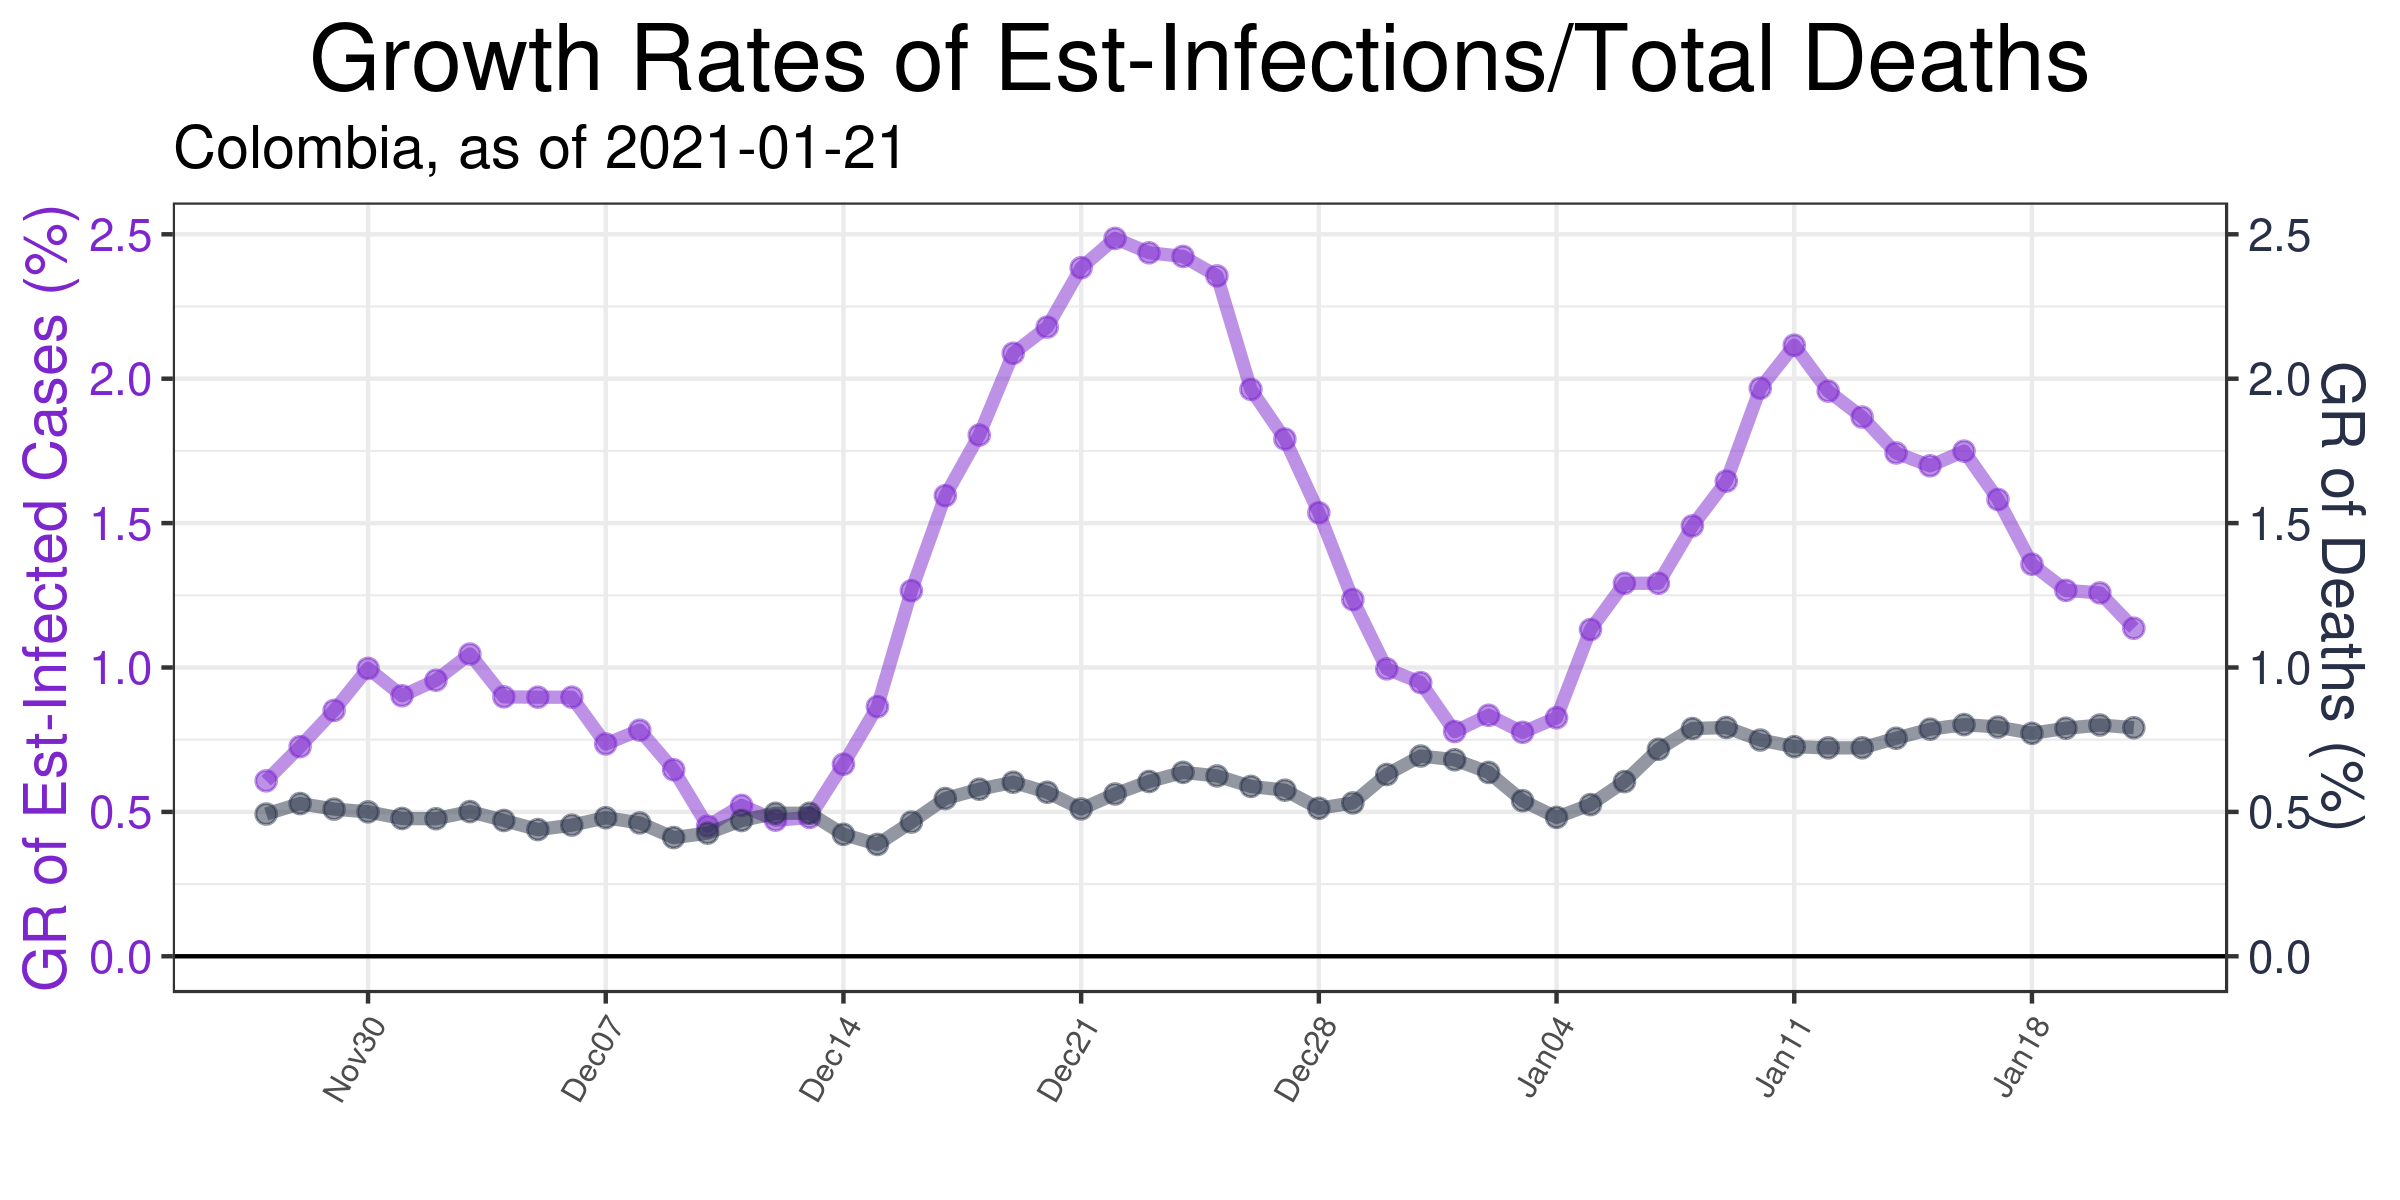 Growth Rates of Est-Infections/Total Deaths
Colombia, as of 2021-01-21
GR of Est-Infected Cases (%)
2.5
2.0
1.5
1.0
0.5
0.0
2.5
2.0
1.5
1.0
0.5
0.0
GR of Deaths (%)
Nov30
Dec07
Dec14
Dec21
Dec28
Jan04
Jan11
Jan18